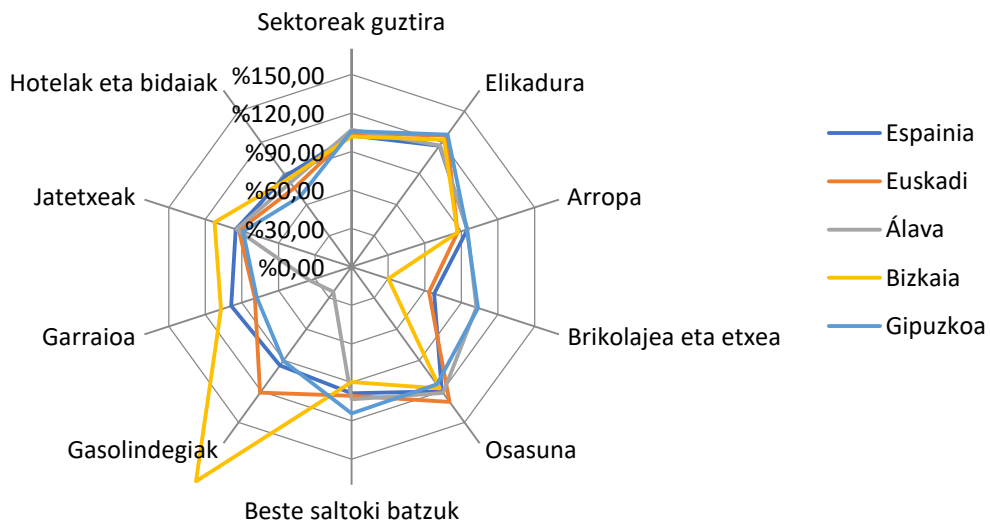 Sektoreak guztira
Hotelak eta bidaiak
%150,00
Elikadura
%120,00
%90,00
%60,00
%30,00
%0,00
Jatetxeak
Arropa
Garraioa
Brikolajea eta etxea
Gasolindegiak
Osasuna
Beste saltoki batzuk
Espainia
Euskadi
Álava
Bizkaia
Gipuzkoa